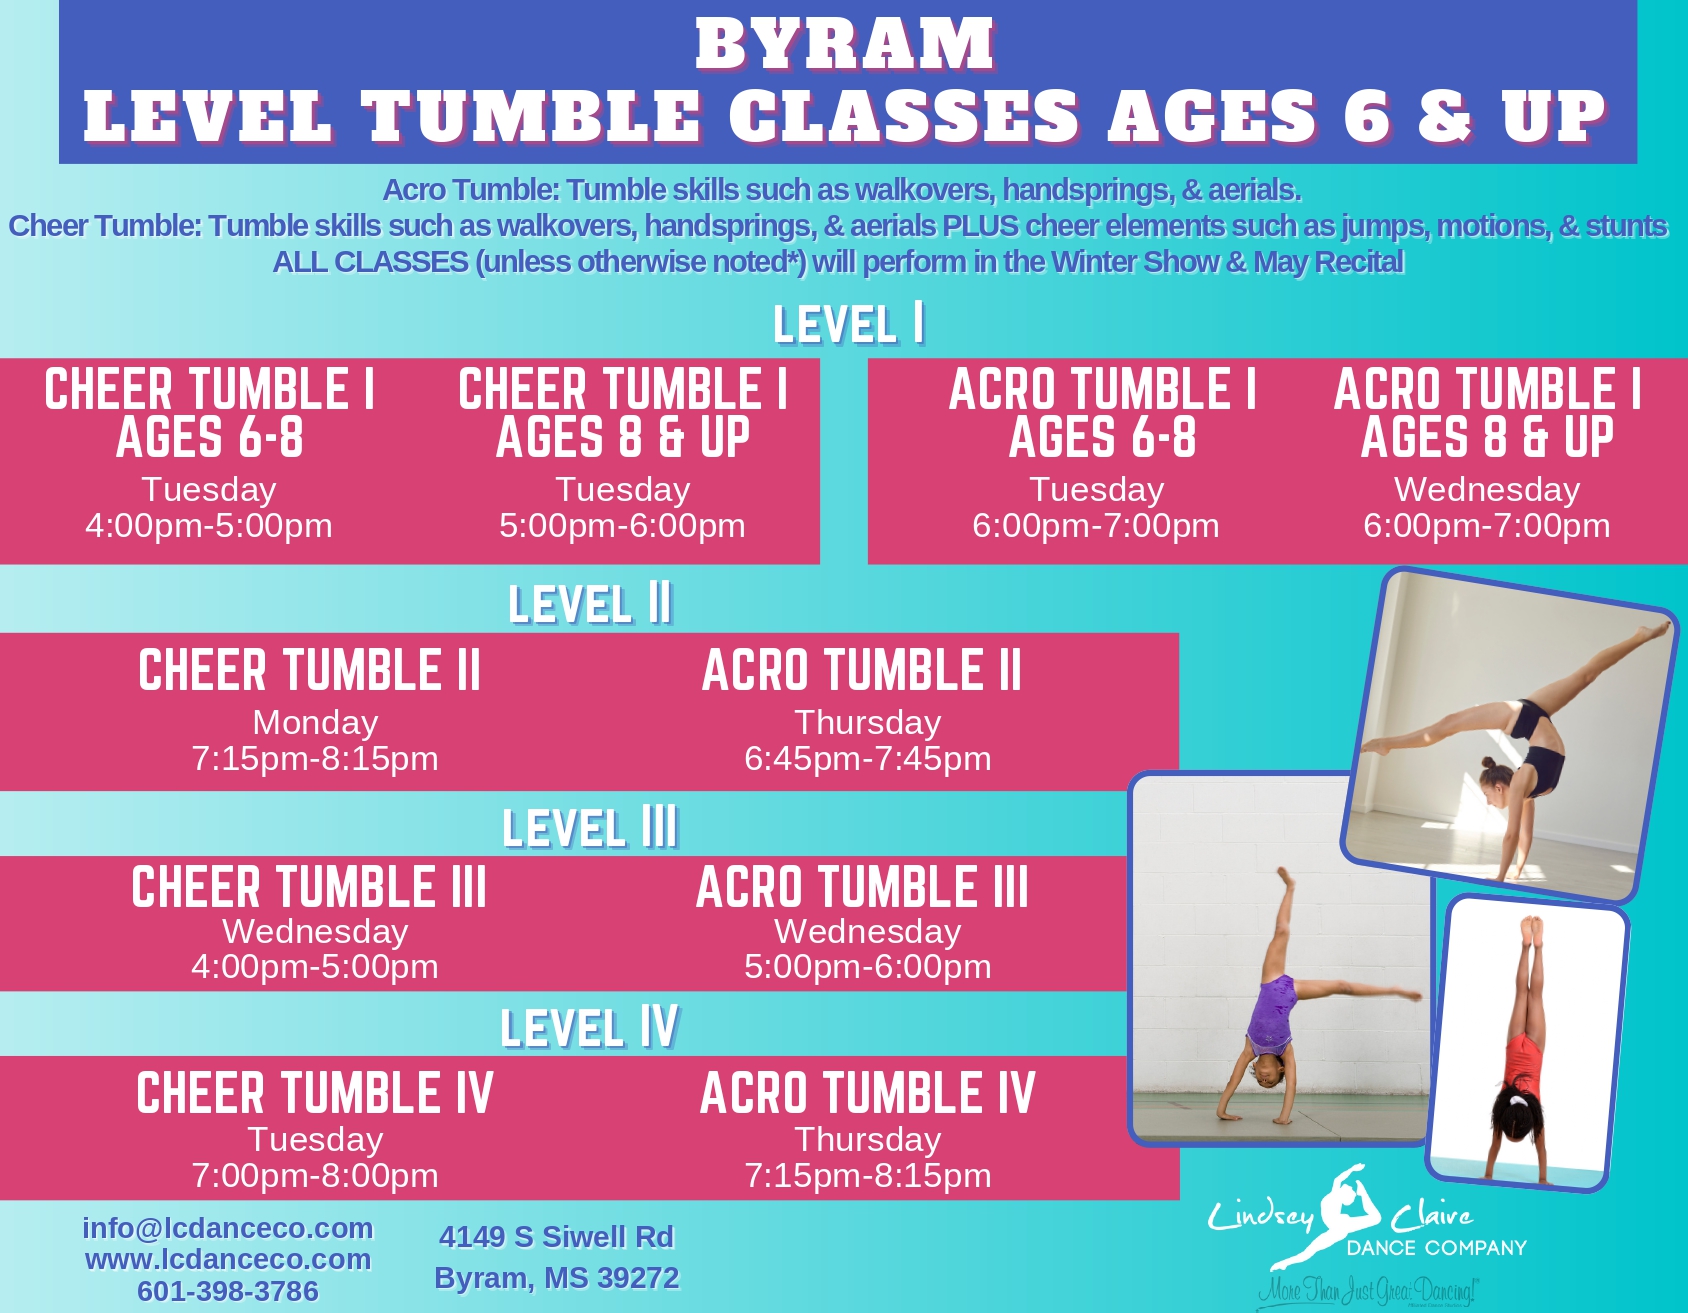 BYRAM
LEVEL TUMBLE CLASSES AGES 6 & UP
Acro Tumble: Tumble skills such as walkovers, handsprings, & aerials.
Cheer Tumble: Tumble skills such as walkovers, handsprings, & aerials PLUS cheer elements such as jumps, motions, & stunts
ALL CLASSES (unless otherwise noted*) will perform in the Winter Show & May Recital
LEVEL I
CHEER TUMBLE I
AGES 6-8
Tuesday
4:00pm-5:00pm
CHEER TUMBLE I
AGES 8 & UP
Tuesday
5:00pm-6:00pm
ACRO TUMBLE I
AGES 6-8
Tuesday
6:00pm-7:00pm
ACRO TUMBLE I
AGES 8 & UP
Wednesday
6:00pm-7:00pm
LEVEL II
CHEER TUMBLE II
Monday
7:15pm-8:15pm
ACRO TUMBLE II
Thursday
6:45pm-7:45pm
LEVEL III
CHEER TUMBLE III
Wednesday
4:00pm-5:00pm
ACRO TUMBLE III
Wednesday
5:00pm-6:00pm
LEVEL IV
CHEER TUMBLE IV
Tuesday
7:00pm-8:00pm
ACRO TUMBLE IV
Thursday
7:15pm-8:15pm
info@lcdanceco.com
www.lcdanceco.com
601-398-3786
4149 S Siwell Rd
Byram, MS 39272
Lindsey Claire
DANCE COMPANY
More Than Just Great Dancing!